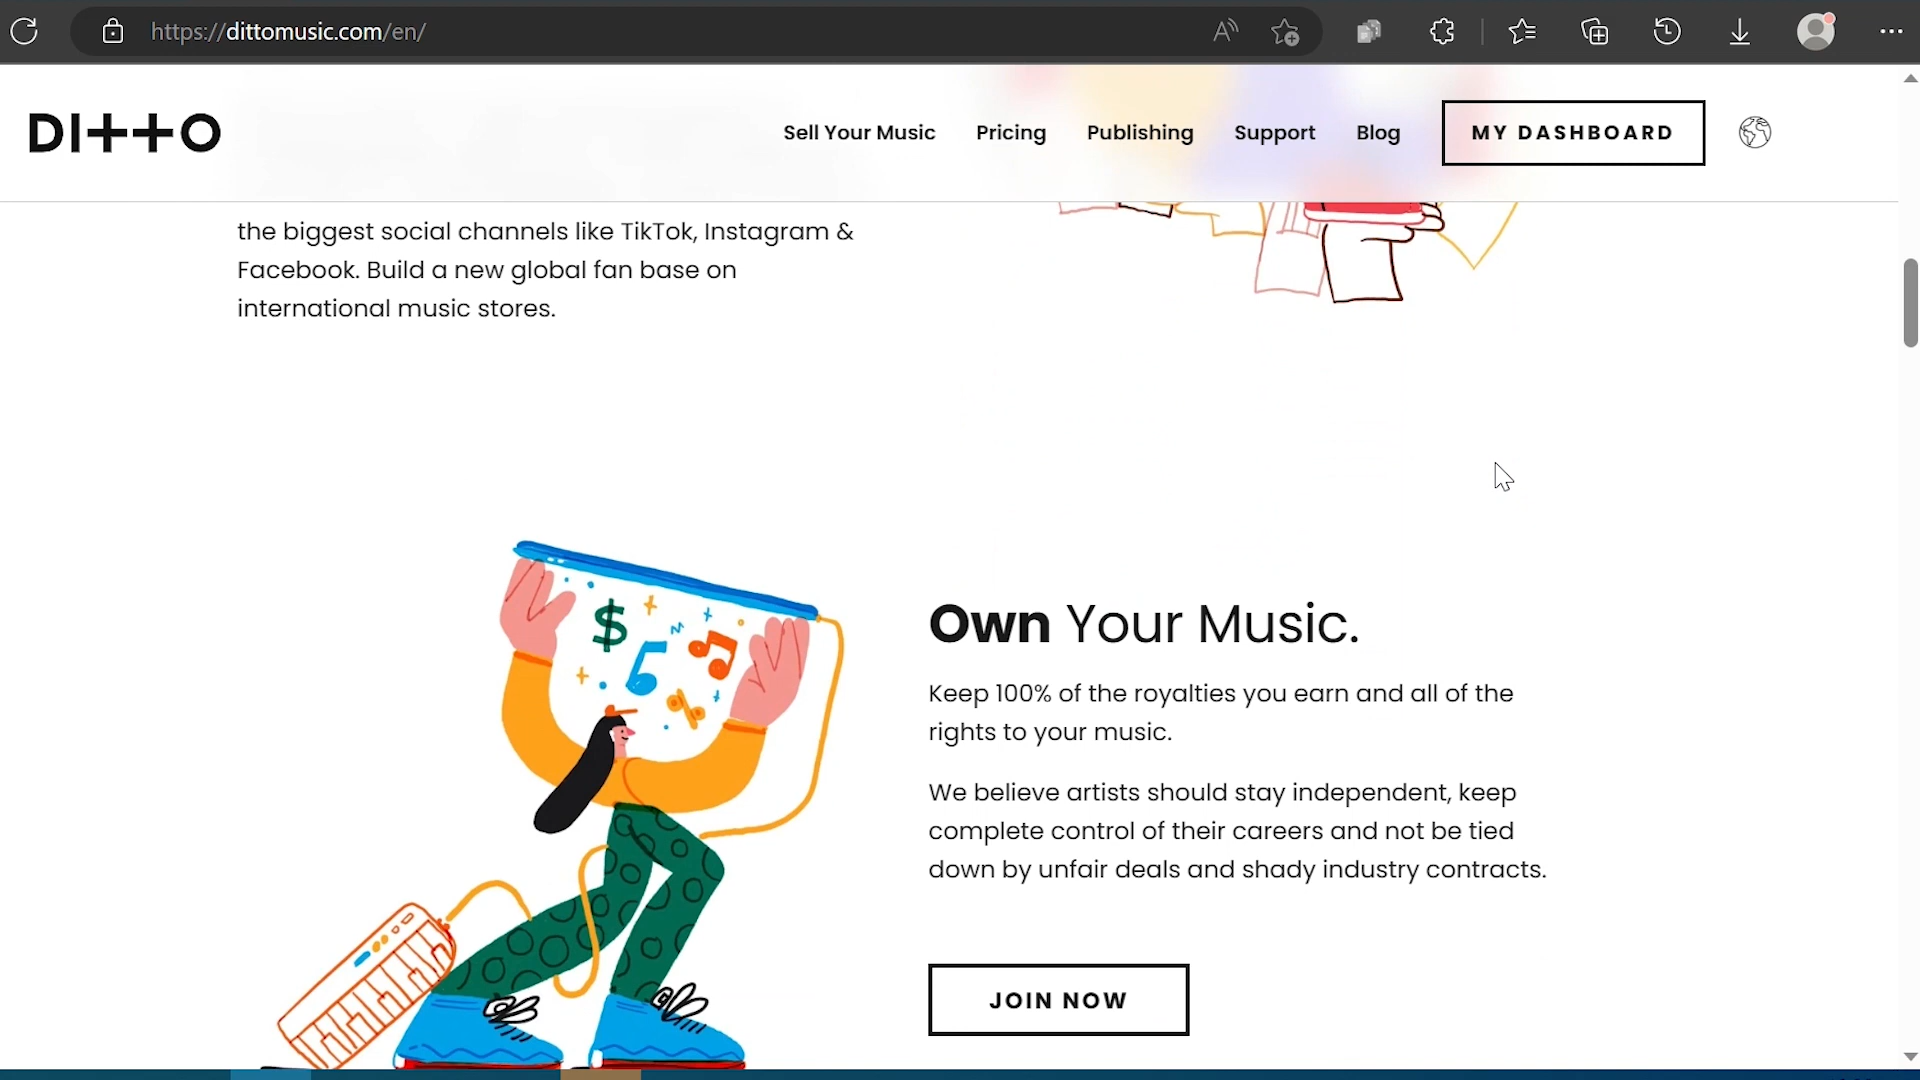 https://dittomusic.com/en/
DITTO
Sell Your Music
Pricing
Publishing
Support
Blog
MY DASHBOARD
the biggest social channels like TikTok, Instagram &
Facebook. Build a new global fan base on
international music stores.
$
%
Own Your Music.
Keep 100% of the royalties you earn and all of the
rights to your music.
We believe artists should stay independent, keep
complete control of their careers and not be tied
down by unfair deals and shady industry contracts.
JOIN NOW